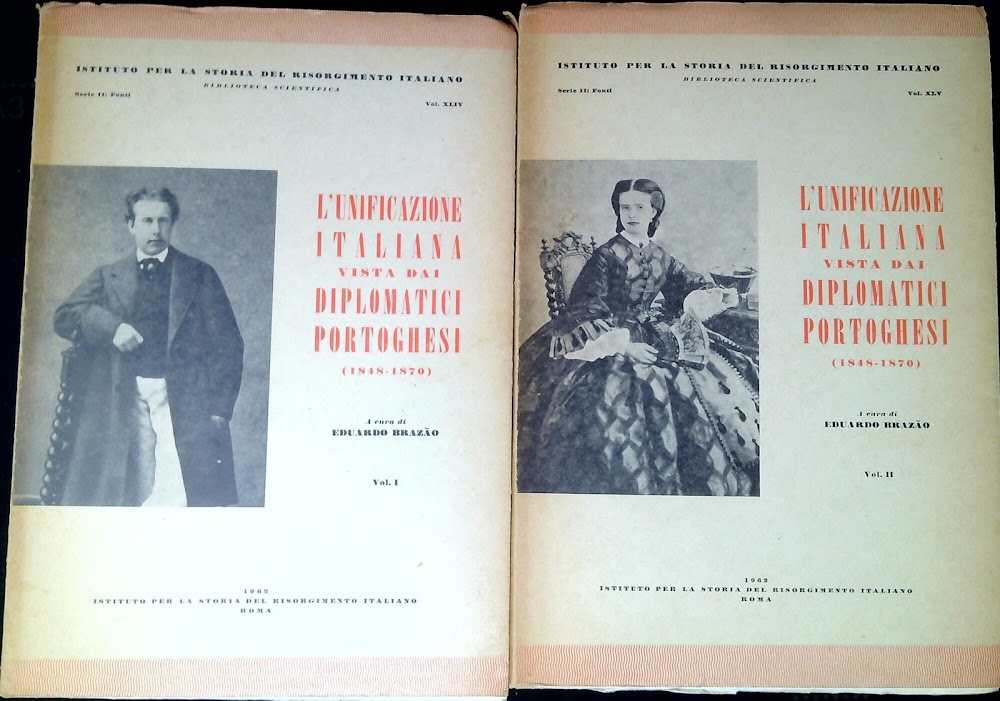 ISTITUTO PER LA STORIA DEL RISORGIMENTO ITALIANO
BIBLIOTECA SCIENTIFICA
Serie II: Fonti
Vol. XLIV
L'UNIFICAZIONE
ITALIANA
VISTA DAI
DIPLOMATICI
PORTOGHESI
(1848-1870)
A cura di
EDUARDO BRAZÃO
Vol. I
1962
ISTITUTO PER LA STORIA DEL RISORGIMENTO ITALIANO
ROMA
ISTITUTO PER LA STORIA DEL RISORGIMENTO ITALIANO
BIBLIOTECA SCIENTIFICA
Serie II: Fonti
Vol. XLV
L'UNIFICAZIONE
ITALIANA
VISTA DAI
DIPLOMATICI
PORTOGHESI
(1848-1870)
A cura di
EDUARDO BRAZÃO
Vol. II
1962
ISTITUTO PER LA STORIA DEL RISORGIMENTO ITALIANO
ROMA